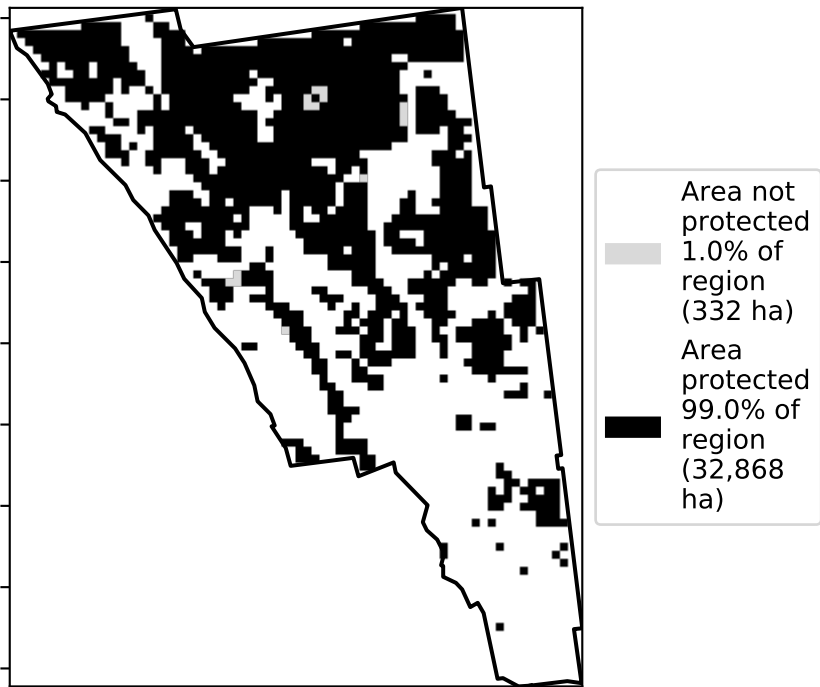 Area not
protected
1.0% of
region
(332 ha)
Area
protected
99.0% of
region
(32,868
ha)